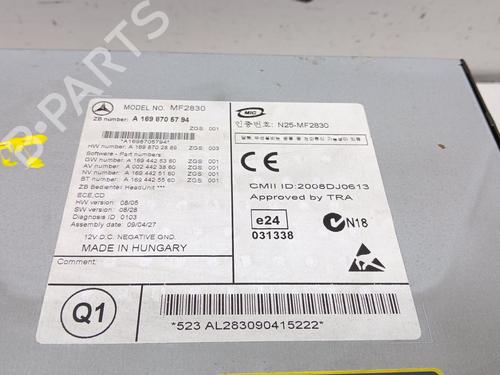 B-PARTS
MODEL NO. MF2830
ZB number: A 169 870 57 94 ZGS: 001
*A1698705794*
HW number: A 169 870 28 89 ZGS: 003
Software - Part numbers:
GW number: A 169 442 53 60 ZGS: 001
AV number: A 002 442 38 60 ZGS: 001
NV number: A 169 442 51 60 ZGS: 001
BT number: A 169 442 55 60 ZGS: 001
ZB Bedienteil HeadUnit ***
ECE,CD
HW version: 08/05
SW version: 08/28
Diagnosis ID: 0103
Assembly date: 09/04/27
12V D.C. NEGATIVE GND.
MADE IN HUNGARY
Comment:
MIC
인증번호: N25-MF2830
CE
CMII ID:2008DJ0613
Approved by TRA
e24
031338
N18
Q1
*523 AL283090415222*